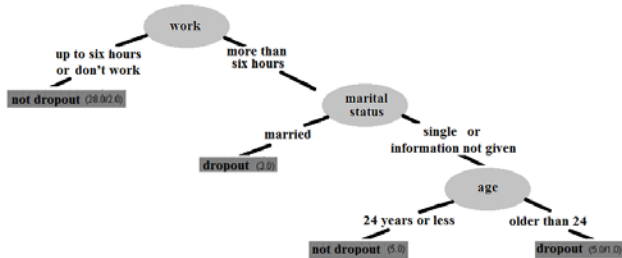 work
up to six hours
or don't work
more than
six hours
not dropout (28.0/2.0)
marital
status
married
single or
information not given
dropout (3.0)
age
24 years or less
older than 24
not dropout (5.0)
dropout (5.0/1.0)